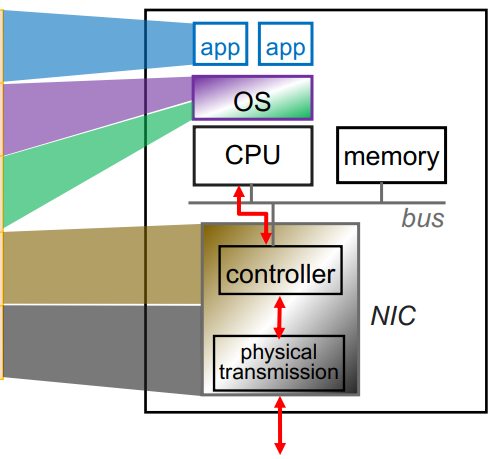 app app
OS
CPU
memory
bus
controller
NIC
physical
transmission